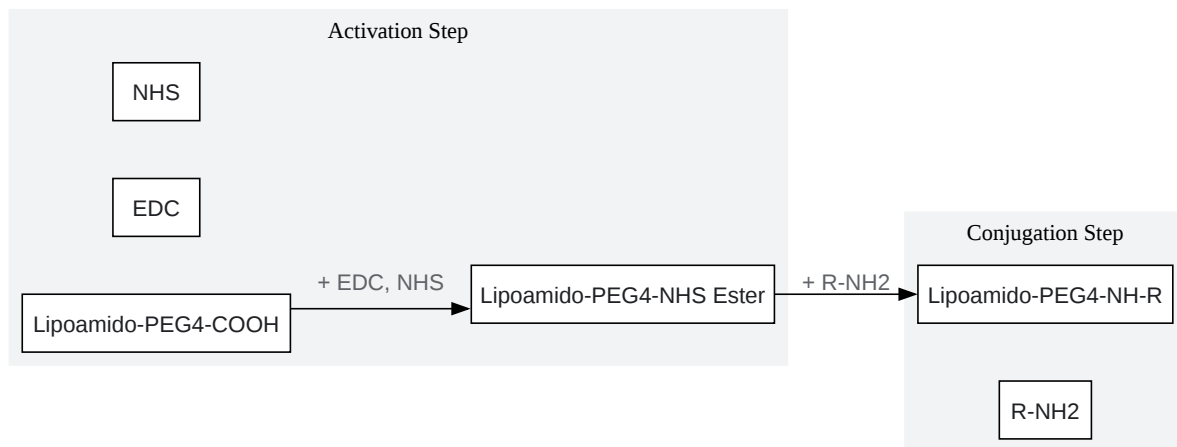 Activation Step
NHS
EDC
+ EDC, NHS
Lipoamido-PEG4-COOH
Lipoamido-PEG4-NHS Ester
+ R-NH2
Conjugation Step
Lipoamido-PEG4-NH-R
R-NH2